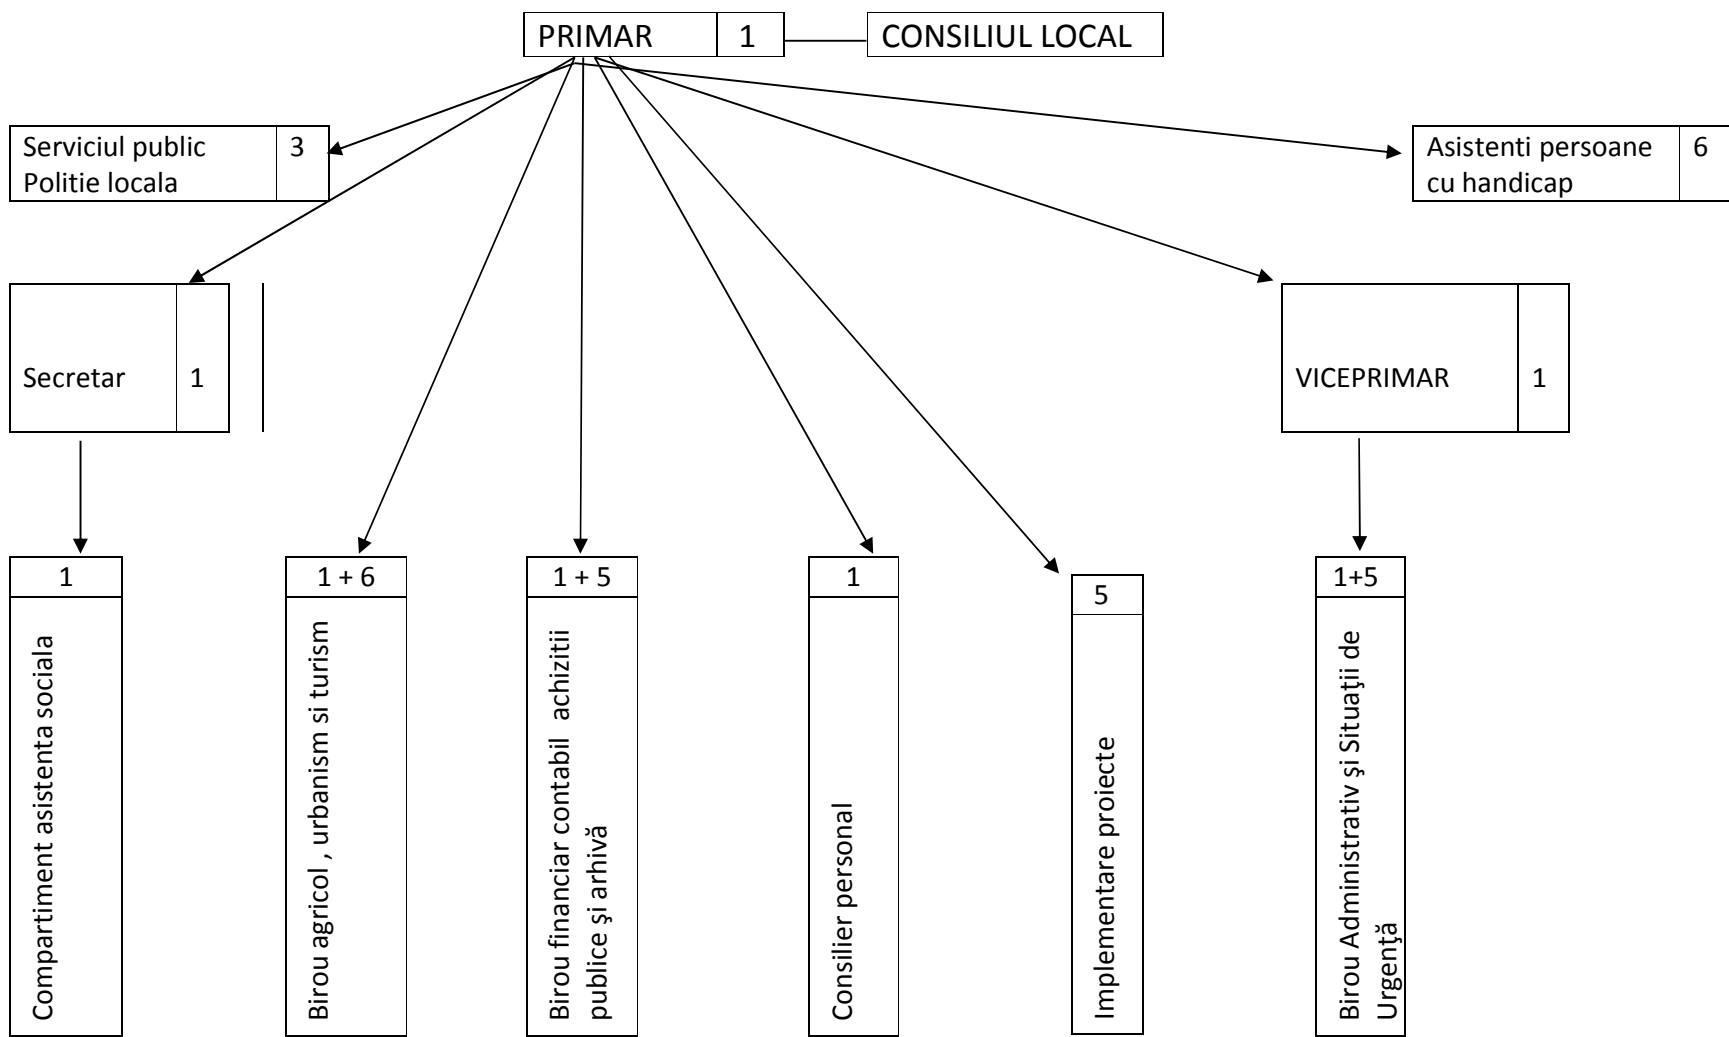 PRIMAR 1 CONSILIUL LOCAL
Serviciul public 3
Politie locala
Asistenti persoane 6
cu handicap
Secretar 1
VICEPRIMAR 1
1
Compartiment asistenta sociala
1 + 6
Birou agricol , urbanism si turism
1 + 5
Birou financiar contabil achizitii
publice şi arhivă
1
Consilier personal
5
Implementare proiecte
1+5
Birou Administrativ şi Situaţii de
Urgenţă